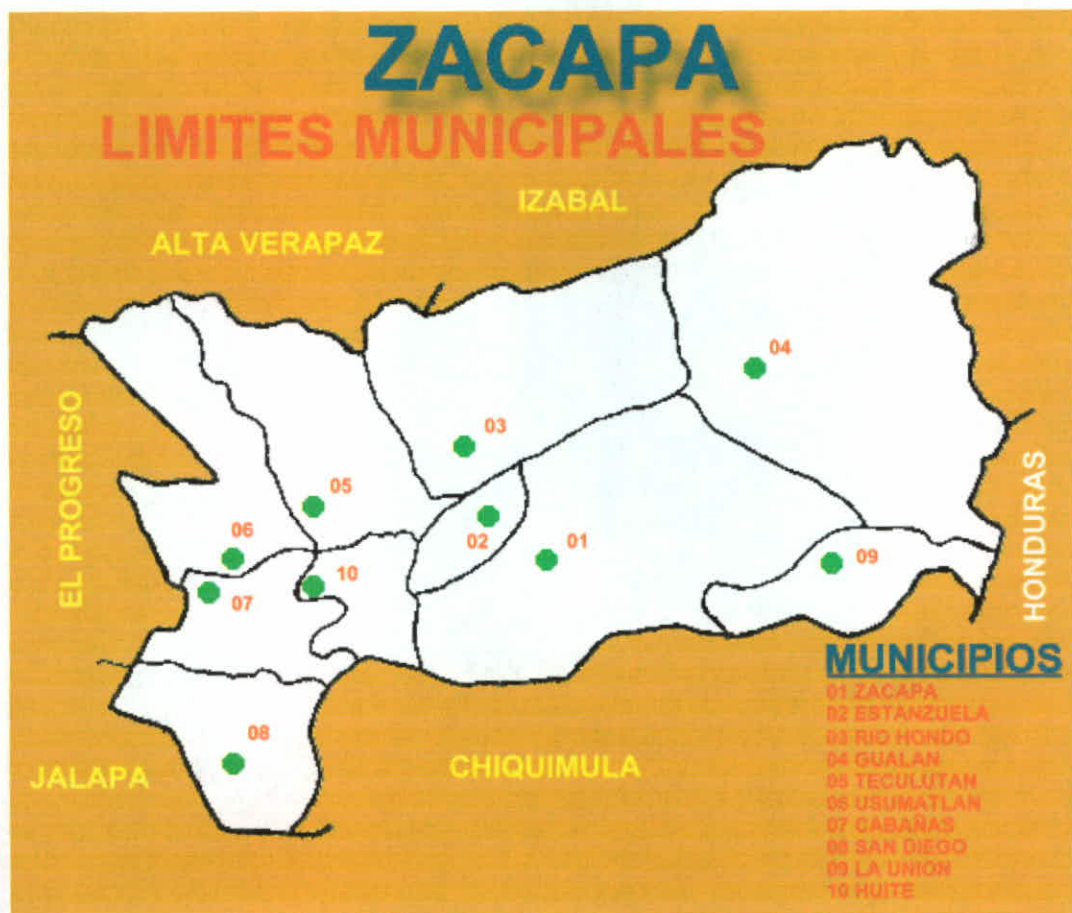 ZACAPA
LIMITES MUNICIPALES
IZABAL
ALTA VERAPAZ
04
03
EL PROGRESO
05
HONDURAS
02
01
06
09
10
07
MUNICIPIOS
01 ZACAPA
02 ESTANZUELA
03 RIO HONDO
04 GUALAN
05 TECULUTAN
06 USUMATLAN
07 CABAÑAS
08 SAN DIEGO
09 LA UNION
10 HUITE
08
JALAPA
CHIQUIMULA